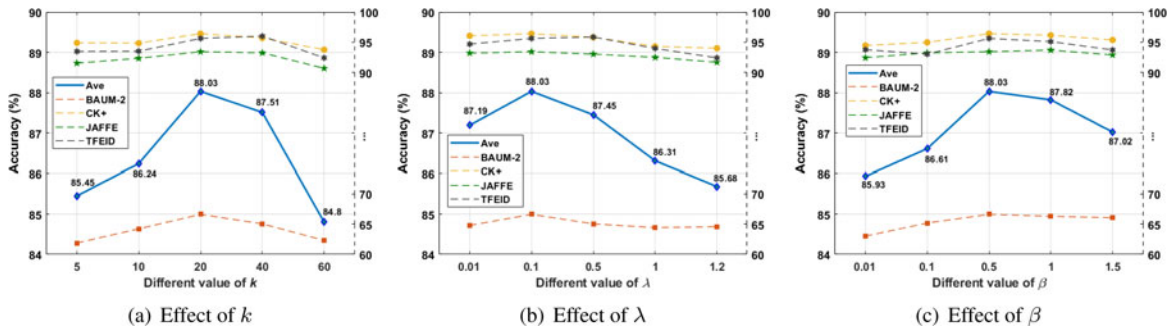 90
89
88
87
86
85
84
Accuracy (%)
100
95
90
⋮
70
65
60
Ave
BAUM-2
CK+
JAFFE
TFEID
85.45
86.24
88.03
87.51
84.8
5 10 20 40 60
Different value of k
(a) Effect of k
90
89
88
87
86
85
84
Accuracy (%)
100
95
90
⋮
70
65
60
Ave
BAUM-2
CK+
JAFFE
TFEID
87.19
88.03
87.45
86.31
85.68
0.01 0.1 0.5 1 1.2
Different value of λ
(b) Effect of λ
90
89
88
87
86
85
84
Accuracy (%)
100
95
90
⋮
70
65
60
Ave
BAUM-2
CK+
JAFFE
TFEID
85.93
86.61
88.03
87.82
87.02
0.01 0.1 0.5 1 1.5
Different value of β
(c) Effect of β